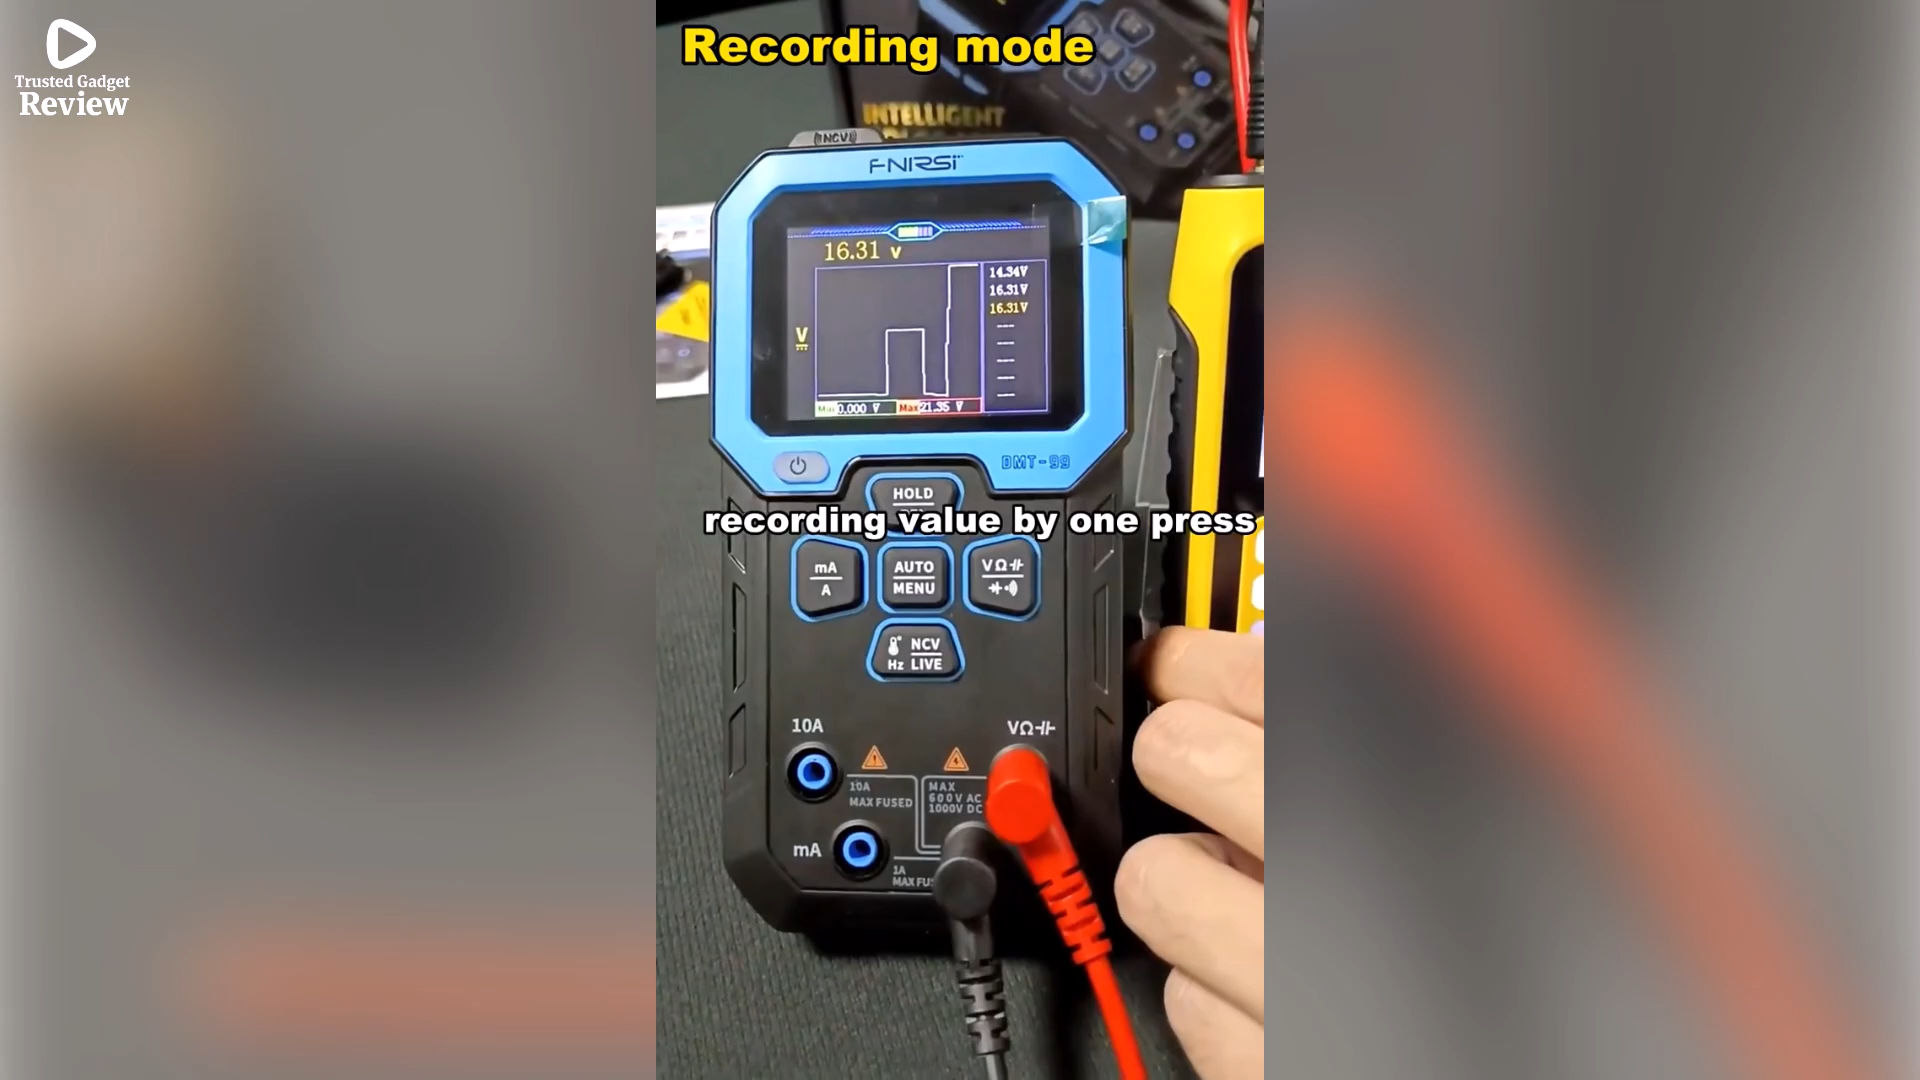 Trusted Gadget
Review
Recording mode
INTELLIGENT
NCV
FNIRSI
16.31 V
14.34V
16.31V
16.31V
V
Min 0.000 V Max 21.35 V
DMT-99
HOLD
recording value by one press
mA
A
AUTO
MENU
VΩ
NCV
Hz LIVE
10A
VΩ
10A
MAX FUSED
MAX
600V AC
1000V DC
mA
1A
MAX FU